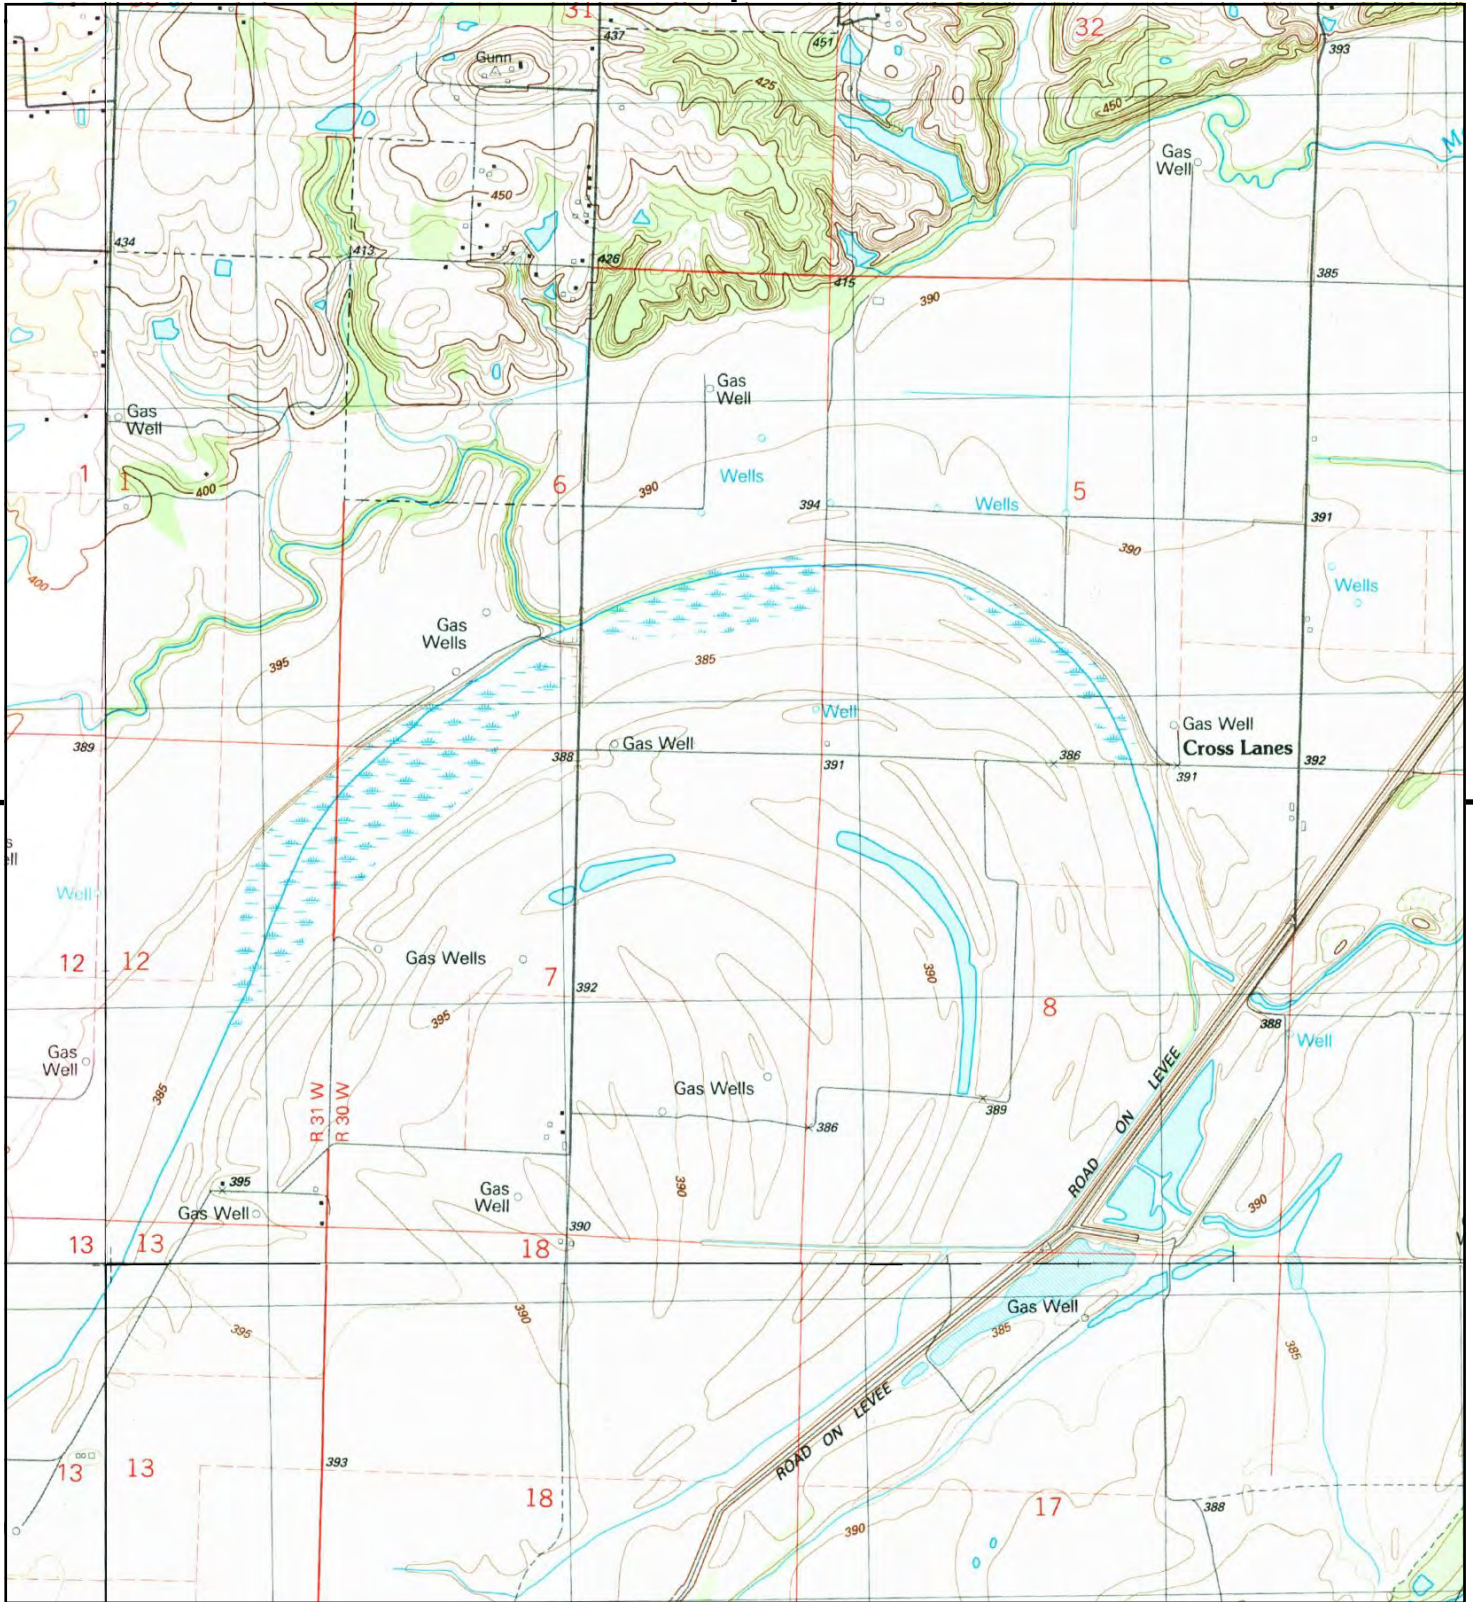 31
32
437
451
393
Gunn
425
0
450
Gas
Well
450
434
413
426
415
385
390
Gas
Well
Gas
Well
1
1
400
6
390
Wells
394
Wells
5
391
390
400
Wells
Gas
Wells
395
385
Well
Gas Well
Cross Lanes
389
388
Gas Well
391
386
391
392
Well
12
12
Gas Wells
7
392
390
395
8
388
Well
Gas
Well
385
R 31 W
R 30 W
Gas Wells
386
389
ROAD ON LEVEE
395
Gas Well
Gas
Well
390
390
390
13
13
18
Gas Well
385
385
395
390
ROAD ON LEVEE
13
13
393
18
17
388
390